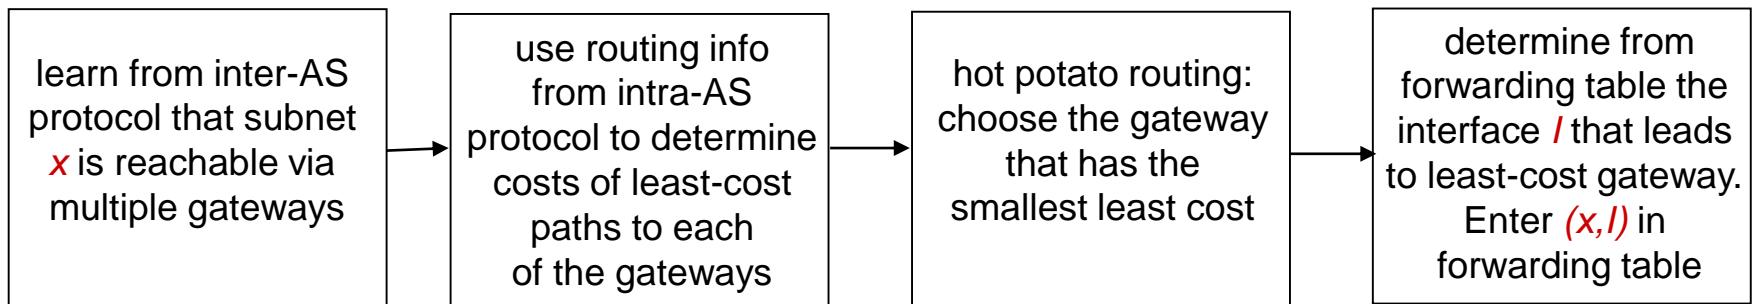 learn from inter-AS
protocol that subnet
x is reachable via
multiple gateways
use routing info
from intra-AS
protocol to determine
costs of least-cost
paths to each
of the gateways
hot potato routing:
choose the gateway
that has the
smallest least cost
determine from
forwarding table the
interface I that leads
to least-cost gateway.
Enter (x,I) in
forwarding table